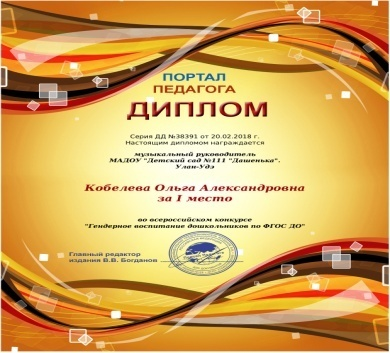 ПОРТАЛ
ПЕДАГОГА
ДИПЛОМ
Серия ДД №38391 от 20.02.2018 г.
Настоящим дипломом награждается
музыкальный руководитель
МАДОУ "Детский сад №111 "Дашенька".
Улан-Удэ
Кобелева Ольга Александровна
за I место
во всероссийском конкурсе
"Гендерное воспитание дошкольников по ФГОС ДО"
Главный редактор
издания В.В. Богданов